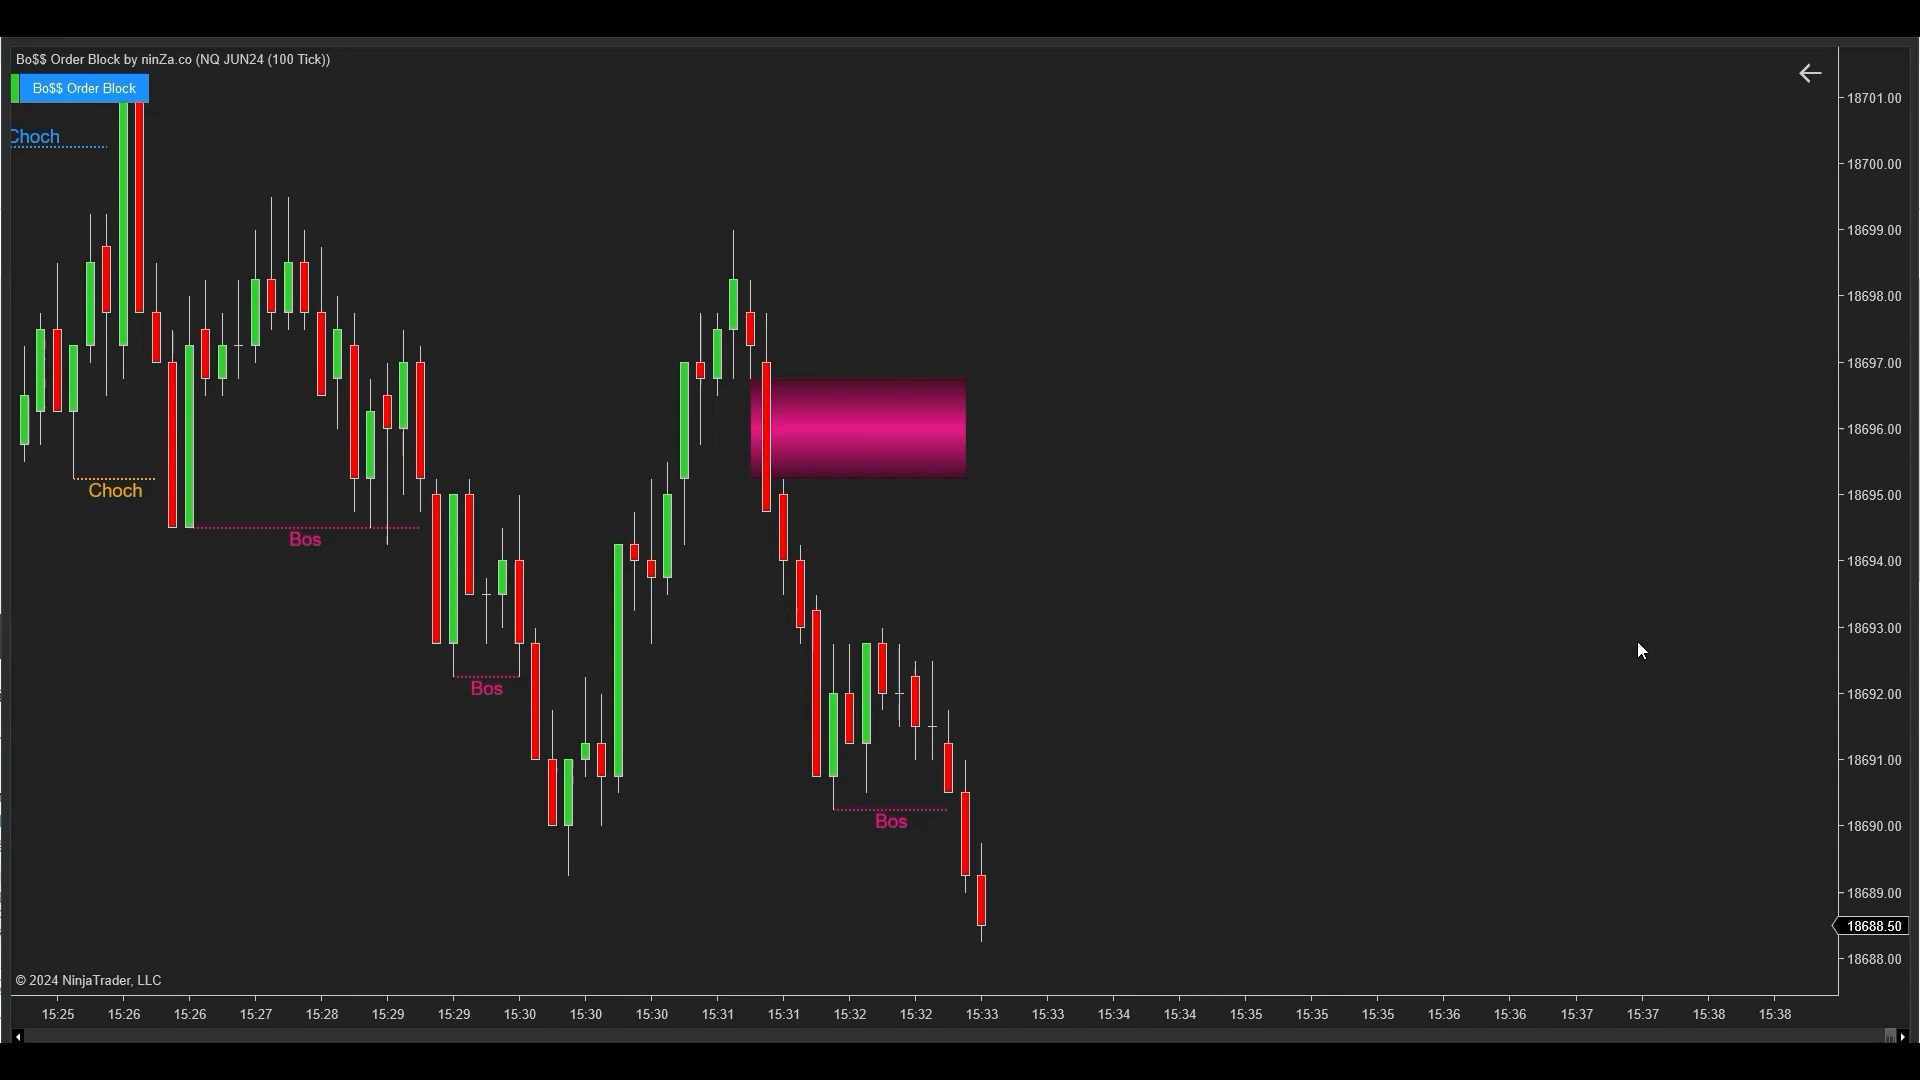 Bo$$ Order Block by ninZa.co (NQ JUN24 (100 Tick))
Bo$$ Order Block
Choch
Choch
Bos
Bos
Bos
18701.00
18700.00
18699.00
18698.00
18697.00
18696.00
18695.00
18694.00
18693.00
18692.00
18691.00
18690.00
18689.00
18688.50
18688.00
© 2024 NinjaTrader, LLC
15:25 15:26 15:26 15:27 15:28 15:29 15:29 15:30 15:30 15:30 15:31 15:31 15:32 15:32 15:33 15:33 15:34 15:34 15:35 15:35 15:35 15:36 15:36 15:37 15:37 15:38 15:38